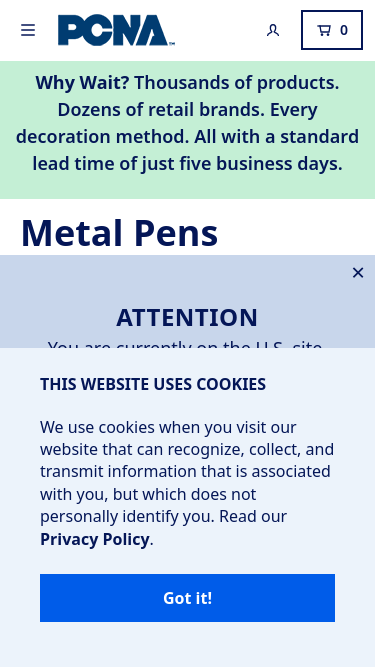 PCNA
0
Why Wait? Thousands of products.
Dozens of retail brands. Every
decoration method. All with a standard
lead time of just five business days.
Metal Pens
ATTENTION
You are currently on the U.S. site.
THIS WEBSITE USES COOKIES
We use cookies when you visit our
website that can recognize, collect, and
transmit information that is associated
with you, but which does not
personally identify you. Read our
Privacy Policy.
Got it!